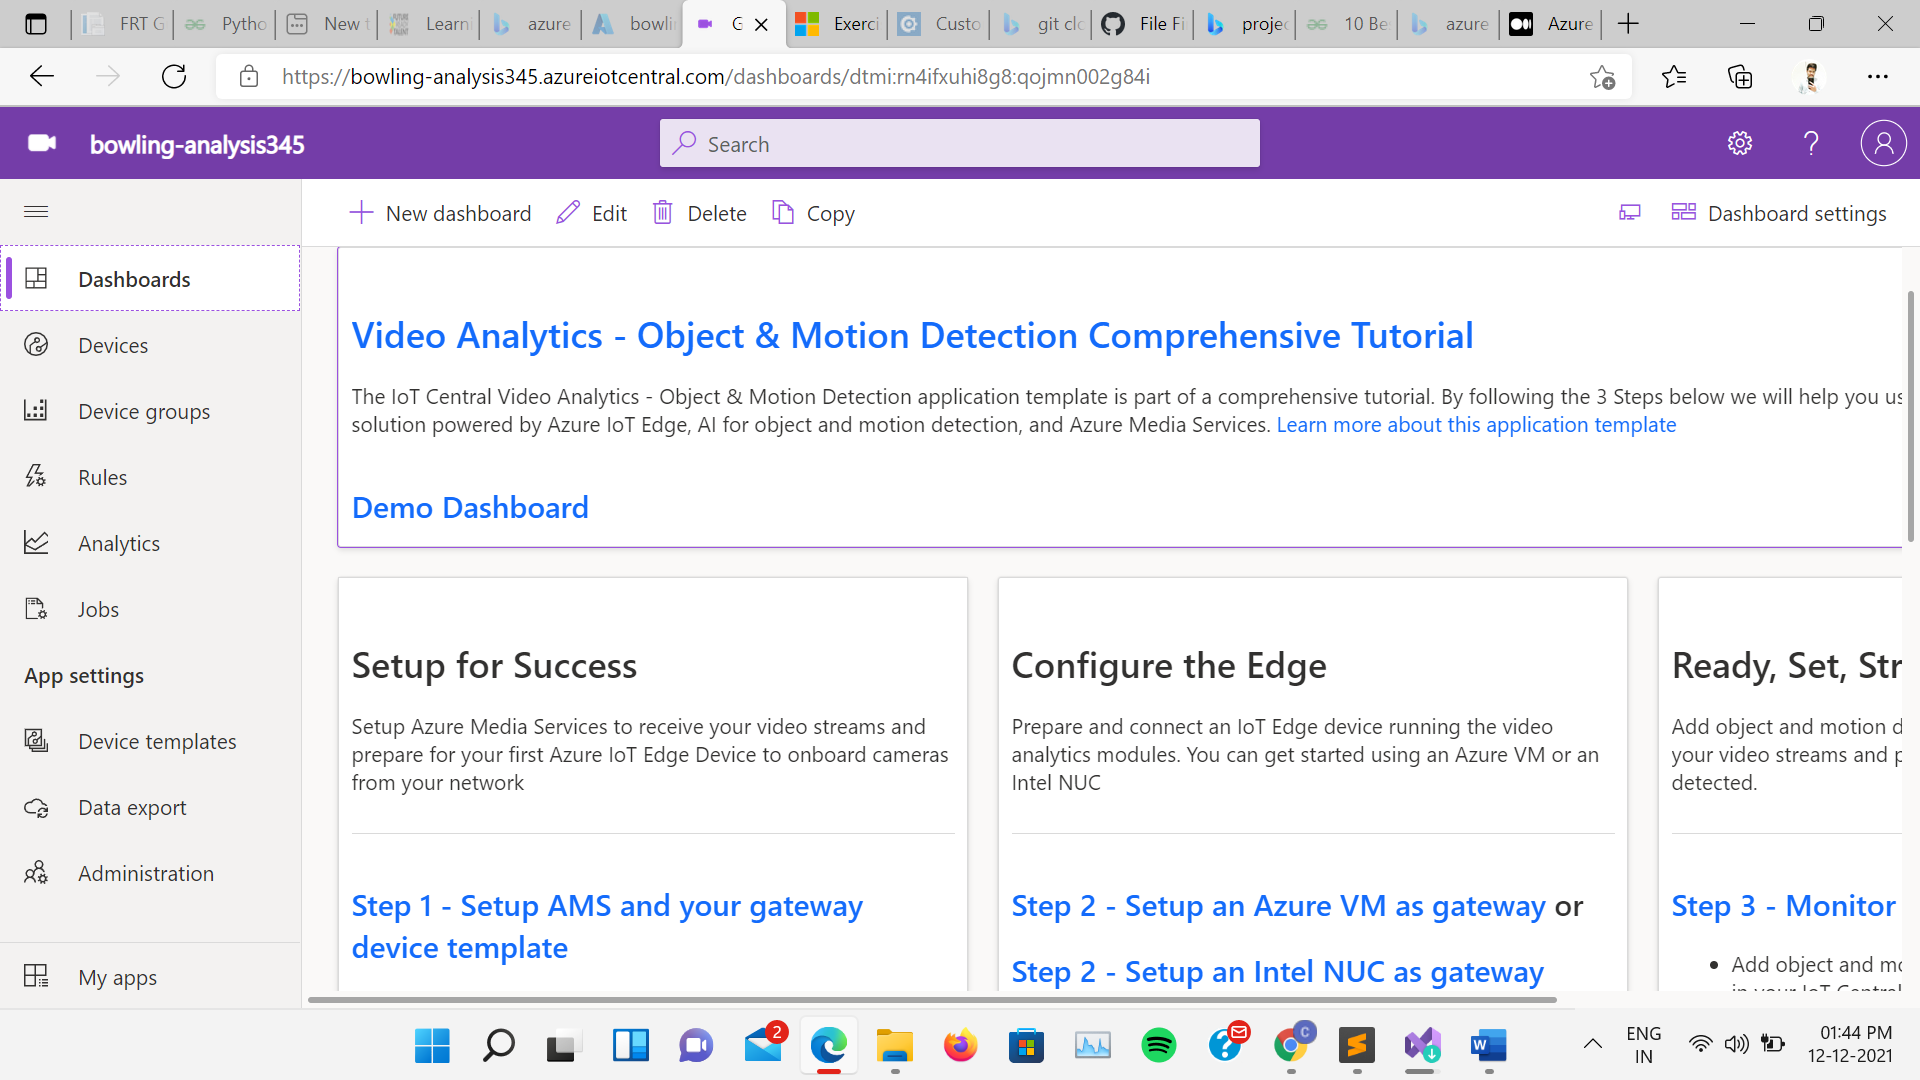 FRT G
Pytho
New t
Learni
azure
bowlin
G
Exerci
Custo
git clo
File Fi
projec
10 Be
azure
Azure
https://bowling-analysis345.azureiotcentral.com/dashboards/dtmi:rn4ifxuhi8g8:qojmn002g84i
bowling-analysis345
Search
New dashboard
Edit
Delete
Copy
Dashboard settings
Dashboards
Devices
Device groups
Rules
Analytics
Jobs
App settings
Device templates
Data export
Administration
My apps
Video Analytics - Object & Motion Detection Comprehensive Tutorial
The IoT Central Video Analytics - Object & Motion Detection application template is part of a comprehensive tutorial. By following the 3 Steps below we will help you us
solution powered by Azure IoT Edge, AI for object and motion detection, and Azure Media Services. Learn more about this application template
Demo Dashboard
Setup for Success
Setup Azure Media Services to receive your video streams and
prepare for your first Azure IoT Edge Device to onboard cameras
from your network
Step 1 - Setup AMS and your gateway
device template
Configure the Edge
Prepare and connect an IoT Edge device running the video
analytics modules. You can get started using an Azure VM or an
Intel NUC
Step 2 - Setup an Azure VM as gateway or
Step 2 - Setup an Intel NUC as gateway
Ready, Set, Str
Add object and motion d
your video streams and p
detected.
Step 3 - Monitor
• Add object and mo
in your IoT Central
2
C
W
ENG
IN
01:44 PM
12-12-2021